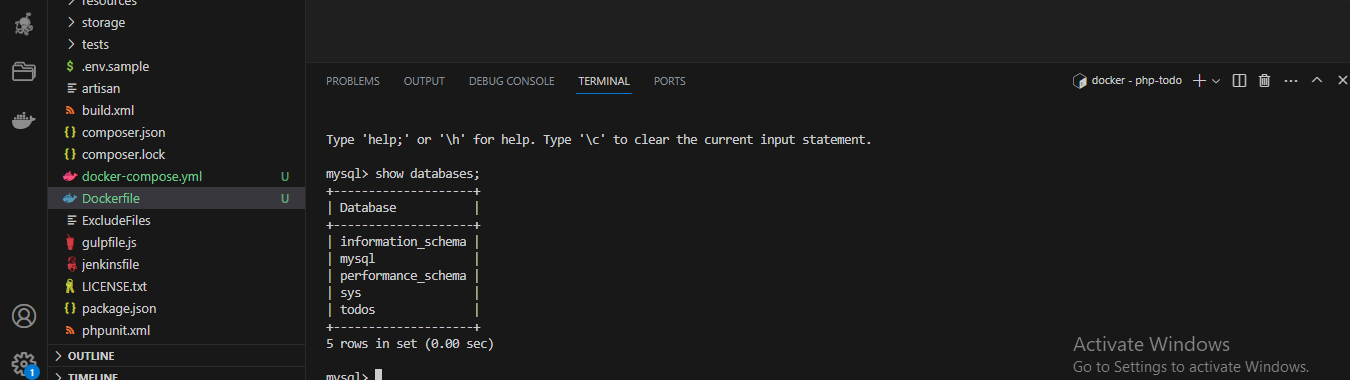 resources
storage
tests
.env.sample
artisan
build.xml
composer.json
composer.lock
docker-compose.yml U
Dockerfile U
ExcludeFiles
gulpfile.js
jenkinsfile
LICENSE.txt
package.json
phpunit.xml
OUTLINE
TIMELINE
1
PROBLEMS OUTPUT DEBUG CONSOLE TERMINAL PORTS
docker - php-todo
Type 'help;' or '\h' for help. Type '\c' to clear the current input statement.
mysql> show databases;
+--------------------+
| Database           |
+--------------------+
| information_schema |
| mysql              |
| performance_schema |
| sys                |
| todos              |
+--------------------+
5 rows in set (0.00 sec)
mysql>
Activate Windows
Go to Settings to activate Windows.